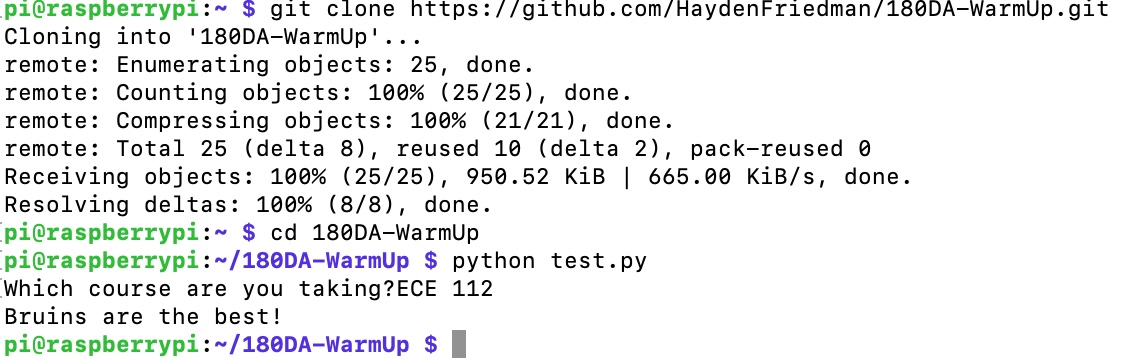 pi@raspberrypi:~ $ git clone https://github.com/HaydenFriedman/180DA-WarmUp.git
Cloning into '180DA-WarmUp'...
remote: Enumerating objects: 25, done.
remote: Counting objects: 100% (25/25), done.
remote: Compressing objects: 100% (21/21), done.
remote: Total 25 (delta 8), reused 10 (delta 2), pack-reused 0
Receiving objects: 100% (25/25), 950.52 KiB | 665.00 KiB/s, done.
Resolving deltas: 100% (8/8), done.
pi@raspberrypi:~ $ cd 180DA-WarmUp
pi@raspberrypi:~/180DA-WarmUp $ python test.py
Which course are you taking?ECE 112
Bruins are the best!
pi@raspberrypi:~/180DA-WarmUp $